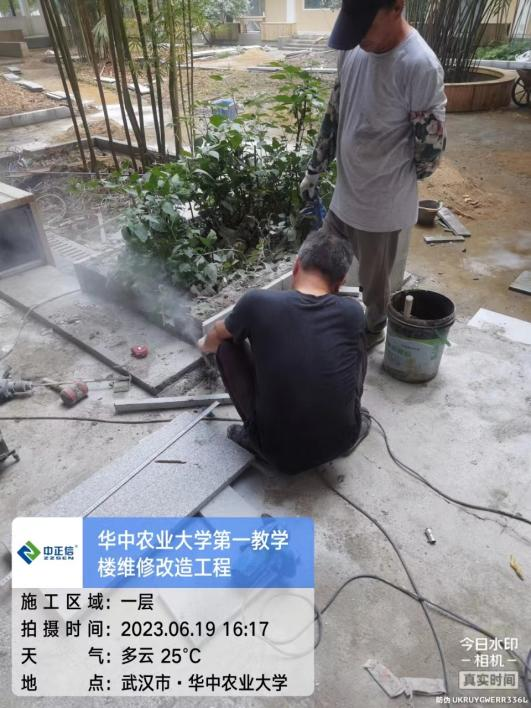 中正信
ZZSEN
华中农业大学第一教学
楼维修改造工程
施工区域：一层
拍摄时间：2023.06.19 16:17
天 气：多云 25°C
地 点：武汉市·华中农业大学
今日水印
相机
真实时间
防伪 UKRUYGWERR336L